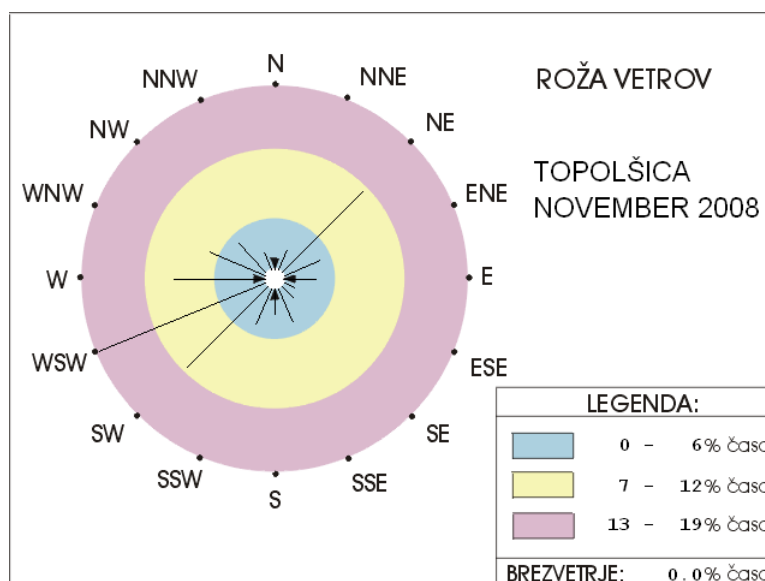 ROŽA VETROV
TOPOLŠICA
NOVEMBER 2008
N
NNE
NE
ENE
E
ESE
SE
SSE
S
SSW
SW
WSW
W
WNW
NW
NNW
LEGENDA:
0 - 6% časa
7 - 12% časa
13 - 19% časa
BREZVETRJE: 0.0% časa